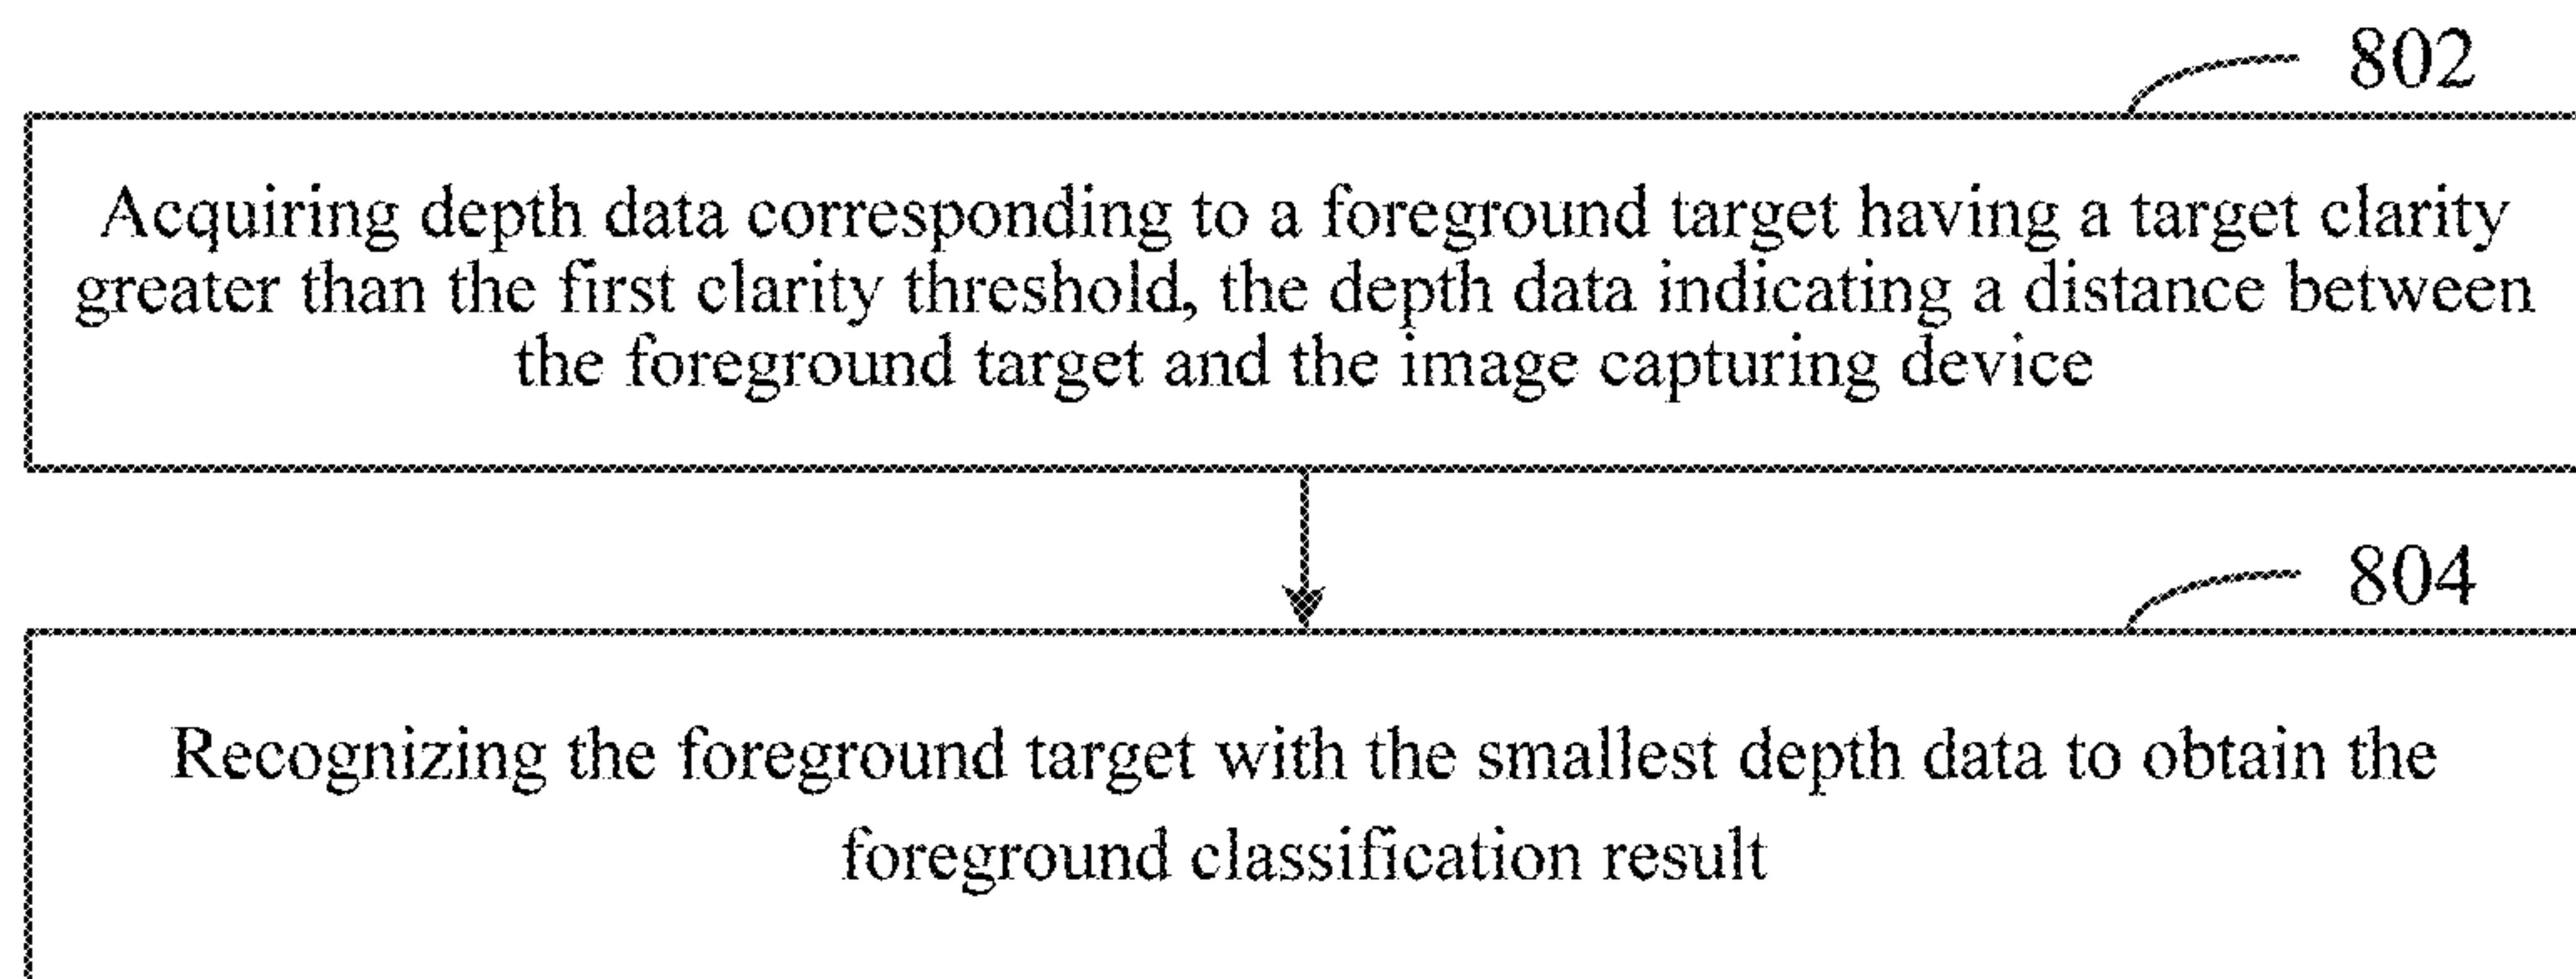 802
Acquiring depth data corresponding to a foreground target having a target clarity
greater than the first clarity threshold, the depth data indicating a distance between
the foreground target and the image capturing device
804
Recognizing the foreground target with the smallest depth data to obtain the
foreground classification result